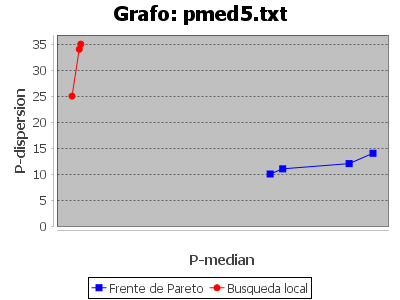 Grafo: pmed5.txt
35
30
25
20
15
10
5
0
P-dispersion
P-median
Frente de Pareto Busqueda local